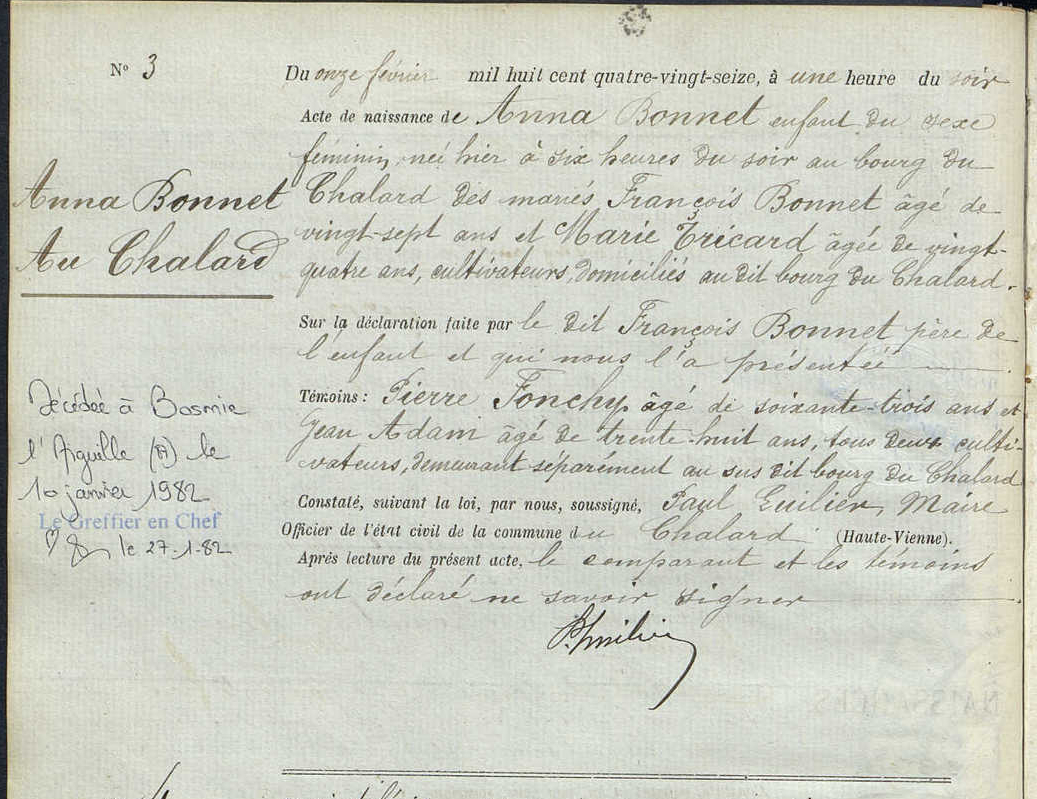 N° 3
Du onze février mil huit cent quatre-vingt-seize, à une heure du soir
Acte de naissance de Anna Bonnet enfant du sexe
féminin, née hier à six heures du soir au bourg du
Anna Bonnet
Au Chalard
Chalard des mariés François Bonnet âgé de
vingt-sept ans et Marie Tricard âgée de vingt-
quatre ans, cultivateurs, domiciliés au dit bourg du Chalard.
Sur la déclaration faite par le dit François Bonnet père de
l'enfant et qui nous l'a présentée
Témoins : Pierre Fonchy, âgé de soixante-trois ans et
Jean Adam âgé de trente-huit ans, tous deux culti-
vateurs, demeurant séparément au sus dit bourg du Chalard
Constaté, suivant la loi, par nous, soussigné, Paul Maire
Officier de l'état civil de la commune du Chalard (Haute-Vienne).
Après lecture du présent acte, le comparant et les témoins
ont déclaré ne savoir signer
Décédée à Bosmie
l'Aiguille (H) le
10 janvier 1982
Le Greffier en Chef
le 27-1-82
NAISSANCES